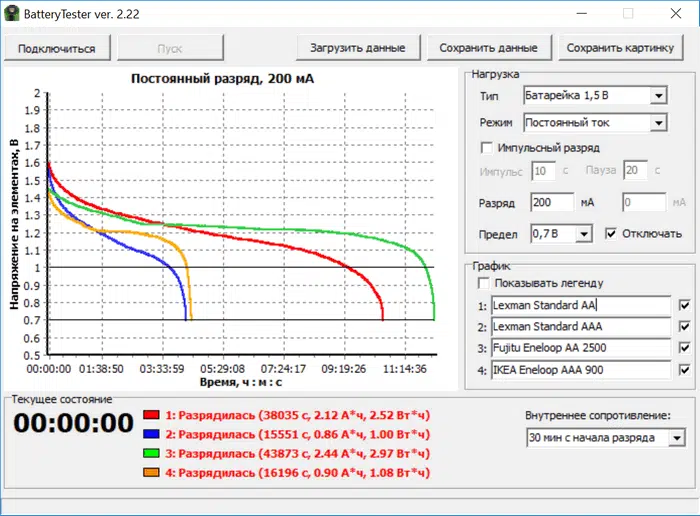 BatteryTester ver. 2.22
Подключиться
Пуск
Загрузить данные
Сохранить данные
Сохранить картинку
Постоянный разряд, 200 мА
Напряжение на элементах, В
2
1.9
1.8
1.7
1.6
1.5
1.4
1.3
1.2
1.1
1
0.9
0.8
0.7
0.6
0.5
00:00:00 01:38:50 03:33:59 05:29:08 07:24:17 09:19:26 11:14:36
Время, ч : м : с
Нагрузка
Тип Батарейка 1,5 В
Режим Постоянный ток
Импульсный разряд
Импульс 10 с Пауза 20 с
Разряд 200 мА 0 мА
Предел 0,7 В Отключать
График
Показывать легенду
1: Lexman Standard AA
2: Lexman Standard AAA
3: Fujitu Eneloop AA 2500
4: IKEA Eneloop AAA 900
Текущее состояние
00:00:00
1: Разрядилась (38035 с, 2.12 А*ч, 2.52 Вт*ч)
2: Разрядилась (15551 с, 0.86 А*ч, 1.00 Вт*ч)
3: Разрядилась (43873 с, 2.44 А*ч, 2.97 Вт*ч)
4: Разрядилась (16196 с, 0.90 А*ч, 1.08 Вт*ч)
Внутреннее сопротивление:
30 мин с начала разряда